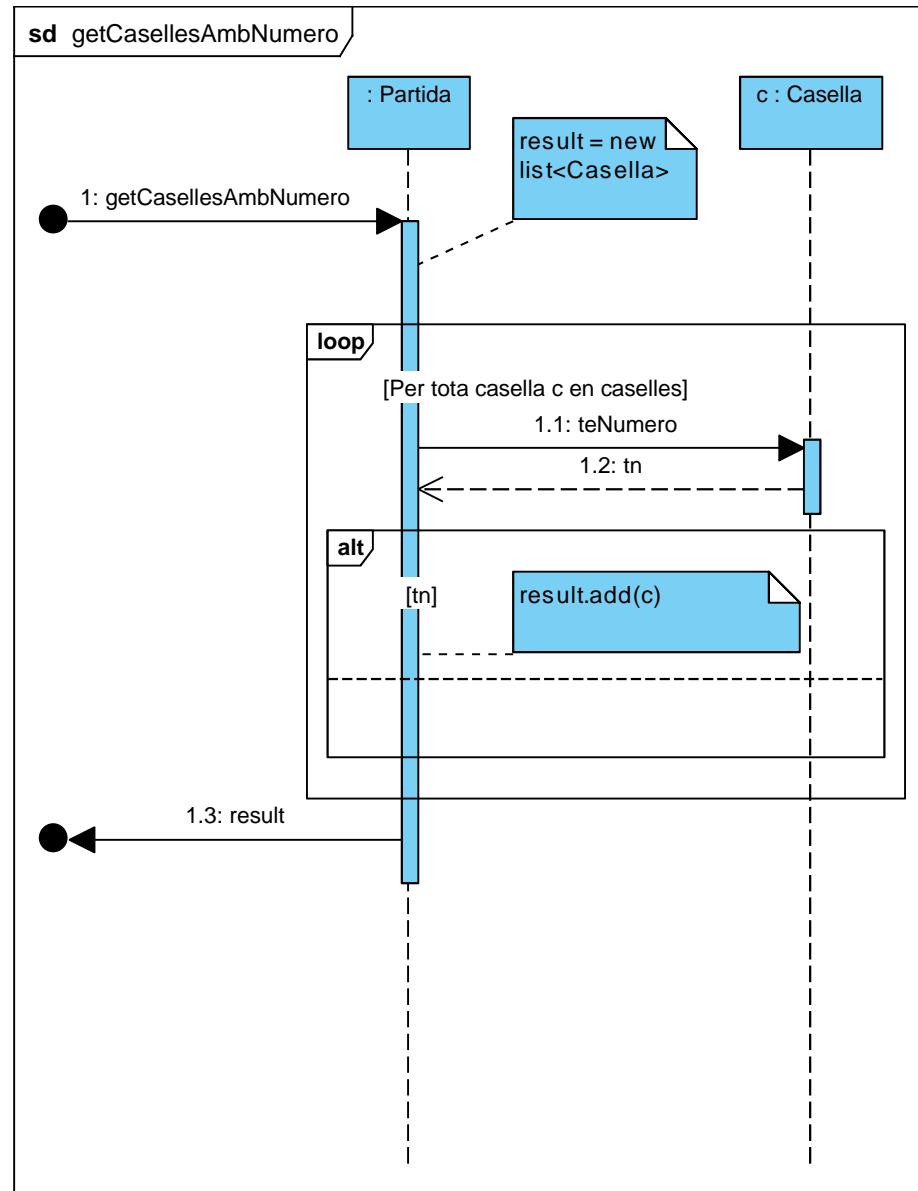 sd getCasellesAmbNumero
: Partida
c : Casella
result = new
list<Casella>
1: getCasellesAmbNumero
loop
[Per tota casella c en caselles]
1.1: teNumero
1.2: tn
alt
[tn]
result.add(c)
1.3: result